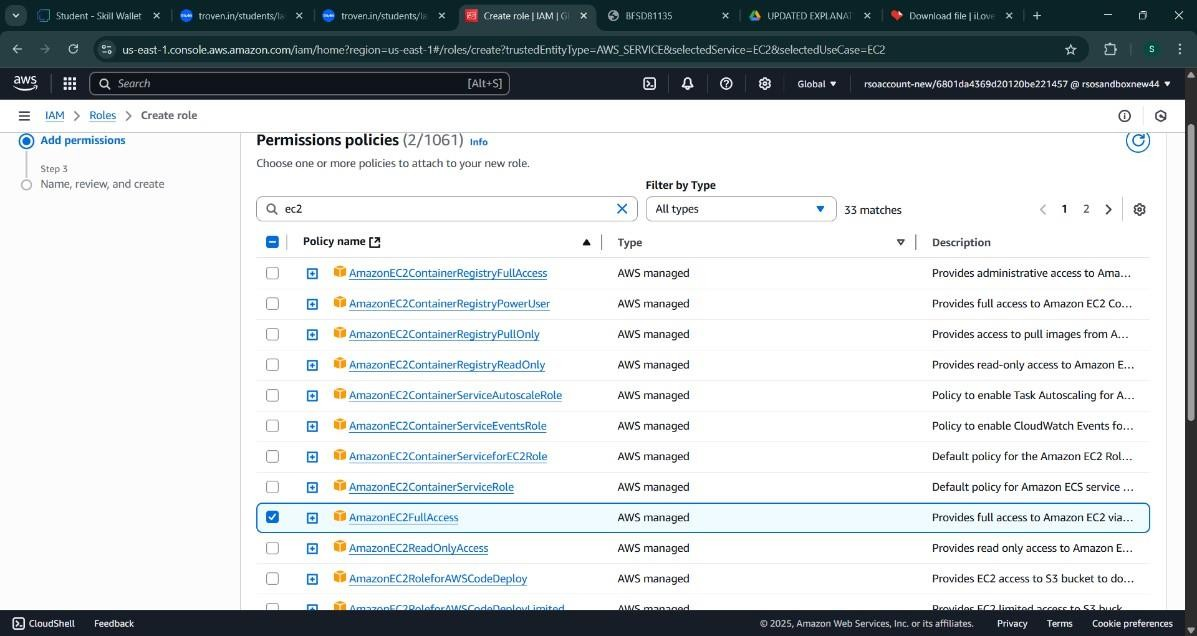 Student - Skill Wallet
troven.in/students/la
troven.in/students/la
Create role | IAM | Gl
BFSD81135
UPDATED EXPLANAT
Download file | iLove
us-east-1.console.aws.amazon.com/iam/home?region=us-east-1#/roles/create?trustedEntityType=AWS_SERVICE&selectedService=EC2&selectedUseCase=EC2
S
aws
Search
[Alt+S]
Global
rsoaccount-new/6801da4369d20120be221457 @ rsosandboxnew44
IAM
Roles
Create role
Add permissions
Step 3
Name, review, and create
Permissions policies (2/1061) Info
Choose one or more policies to attach to your new role.
Filter by Type
ec2
All types
33 matches
1 2
Policy name
Type
Description
AmazonEC2ContainerRegistryFullAccess AWS managed Provides administrative access to Ama...
AmazonEC2ContainerRegistryPowerUser AWS managed Provides full access to Amazon EC2 Co...
AmazonEC2ContainerRegistryPullOnly AWS managed Provides access to pull images from A...
AmazonEC2ContainerRegistryReadOnly AWS managed Provides read-only access to Amazon E...
AmazonEC2ContainerServiceAutoscaleRole AWS managed Policy to enable Task Autoscaling for A...
AmazonEC2ContainerServiceEventsRole AWS managed Policy to enable CloudWatch Events fo...
AmazonEC2ContainerServiceforEC2Role AWS managed Default policy for the Amazon EC2 Rol...
AmazonEC2ContainerServiceRole AWS managed Default policy for Amazon ECS service ...
AmazonEC2FullAccess AWS managed Provides full access to Amazon EC2 via...
AmazonEC2ReadOnlyAccess AWS managed Provides read only access to Amazon E...
AmazonEC2RoleforAWSCodeDeploy AWS managed Provides EC2 access to S3 bucket to do...
AmazonEC2RoleforAWSCodeDeployLimited AWS managed Provides EC2 limited access to S3 buck...
CloudShell
Feedback
© 2025, Amazon Web Services, Inc. or its affiliates.
Privacy
Terms
Cookie preferences